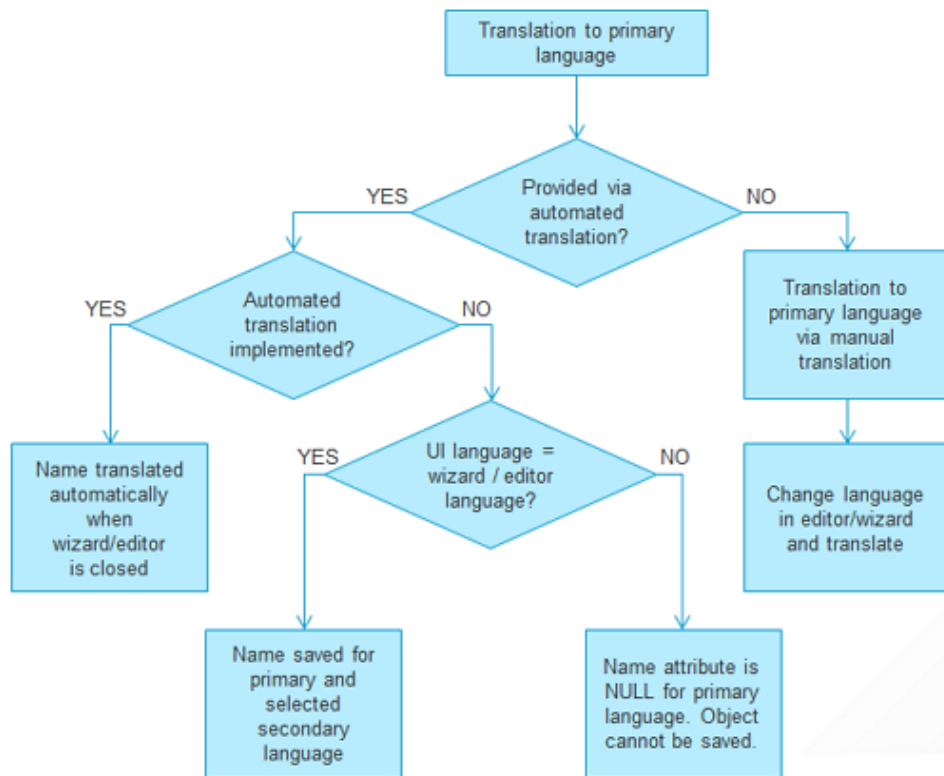 Translation to primary
language
Provided via
automated
translation?
YES
NO
Automated
translation
implemented?
YES
NO
Translation to
primary language
via manual
translation
Name translated
automatically
when
wizard/editor
is closed
UI language =
wizard / editor
language?
YES
NO
Change language
in editor/wizard
and translate
Name saved for
primary and
selected
secondary
language
Name attribute is
NULL for primary
language. Object
cannot be saved.